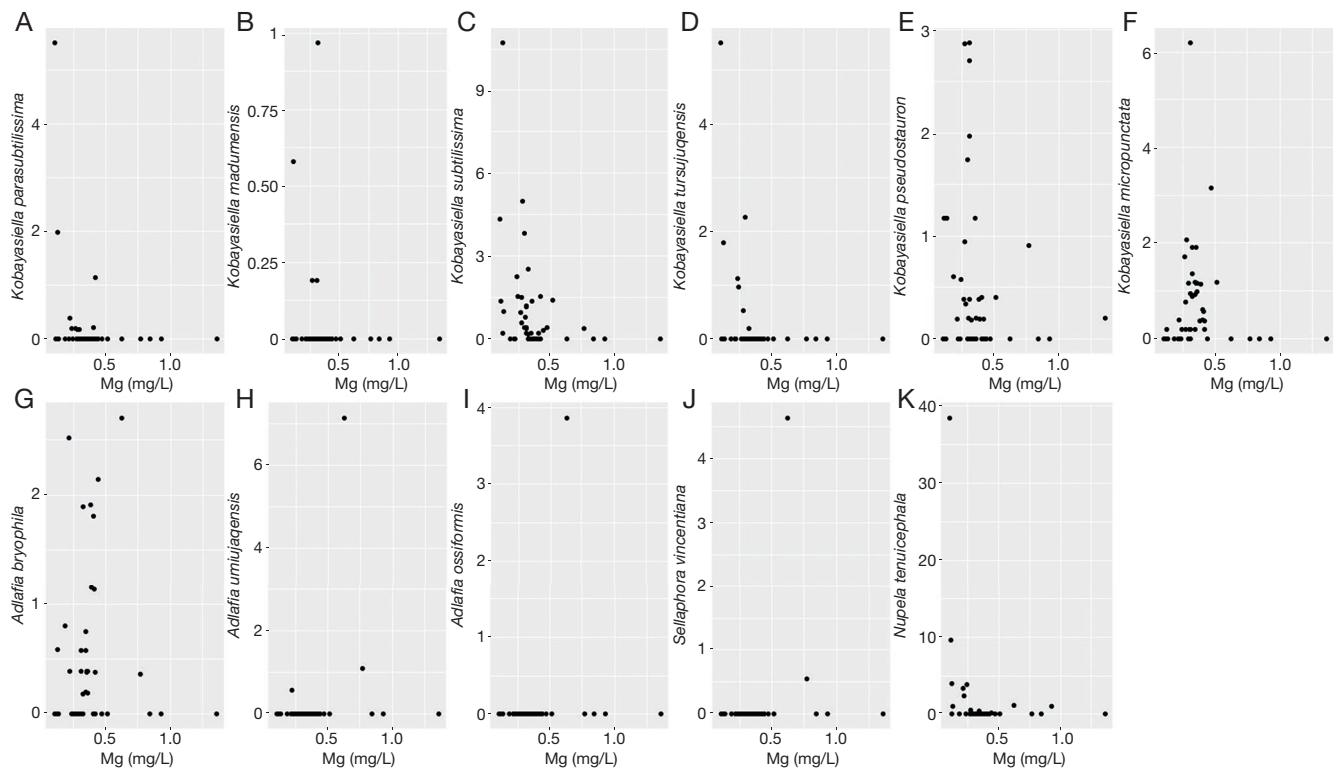 A
Kobayasiella parasubtilissima
4
2
0
0.5
1.0
Mg (mg/L)
B
Kobayasiella madumensis
1
0.75
0.50
0.25
0
0.5
1.0
Mg (mg/L)
C
Kobayasiella subtilissima
9
6
3
0
0.5
1.0
Mg (mg/L)
D
Kobayasiella tursujuqensis
4
2
0
0.5
1.0
Mg (mg/L)
E
Kobayasiella pseudostauron
3
2
1
0
0.5
1.0
Mg (mg/L)
F
Kobayasiella micropunctata
6
4
2
0
0.5
1.0
Mg (mg/L)
G
Adlafia bryophila
2
1
0
0.5
1.0
Mg (mg/L)
H
Adlafia umiujaqensis
6
4
2
0
0.5
1.0
Mg (mg/L)
I
Adlafia ossiformis
4
3
2
1
0
0.5
1.0
Mg (mg/L)
J
Sellaphora vincentiana
4
3
2
1
0
0.5
1.0
Mg (mg/L)
K
Nupela tenuicephala
40
30
20
10
0
0.5
1.0
Mg (mg/L)